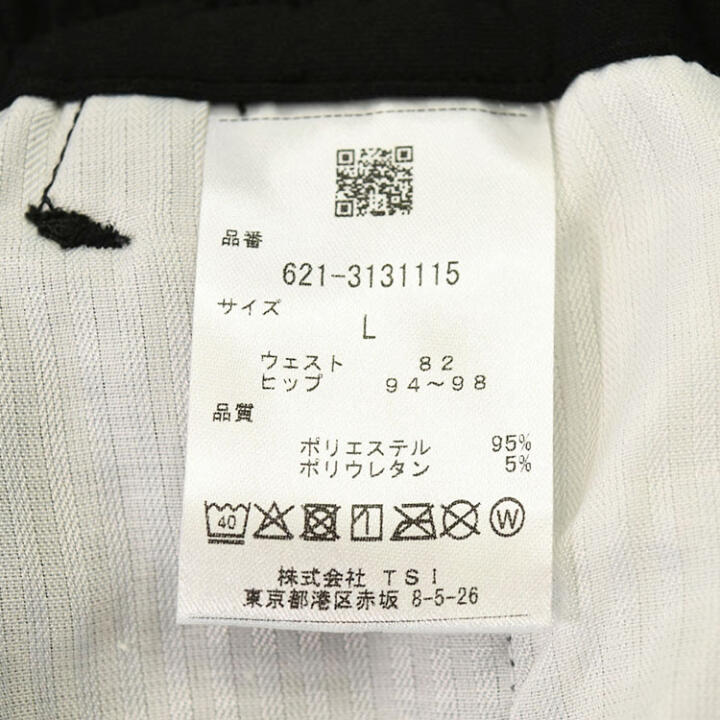 品番
621-3131115
サイズ
L
ウェスト 82
ヒップ 94～98
品質
ポリエステル 95%
ポリウレタン 5%
40 W
株式会社 TSI
東京都港区赤坂 8-5-26